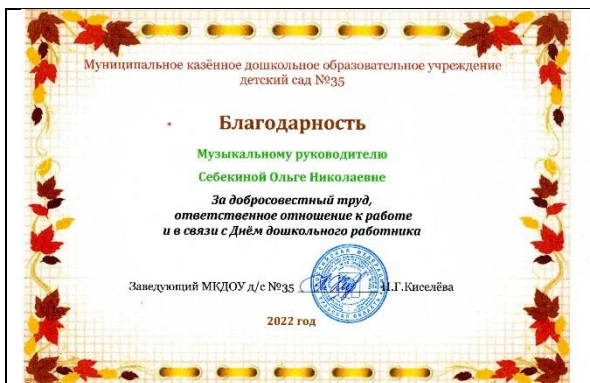 Муниципальное казённое дошкольное образовательное учреждение
детский сад №35
Благодарность
Музыкальному руководителю
Себекиной Ольге Николаевне
За добросовестный труд,
ответственное отношение к работе
и в связи с Днём дошкольного работника
Заведующий МКДОУ д/с №35 Н.Г.Киселёва
2022 год